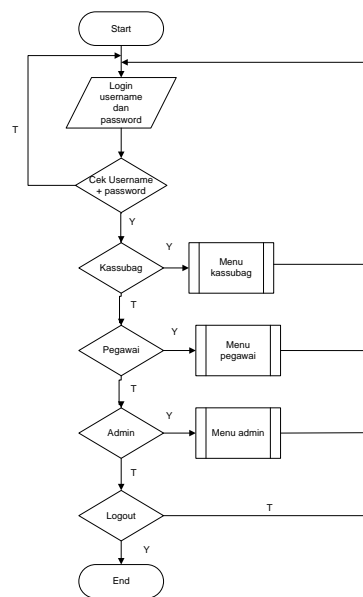 Start
Login
username
dan
password
T
Cek Username
+ password
Y
Kassubag
Y
Menu
kassubag
T
Pegawai
Y
Menu
pegawai
T
Admin
Y
Menu admin
T
Logout
T
Y
End